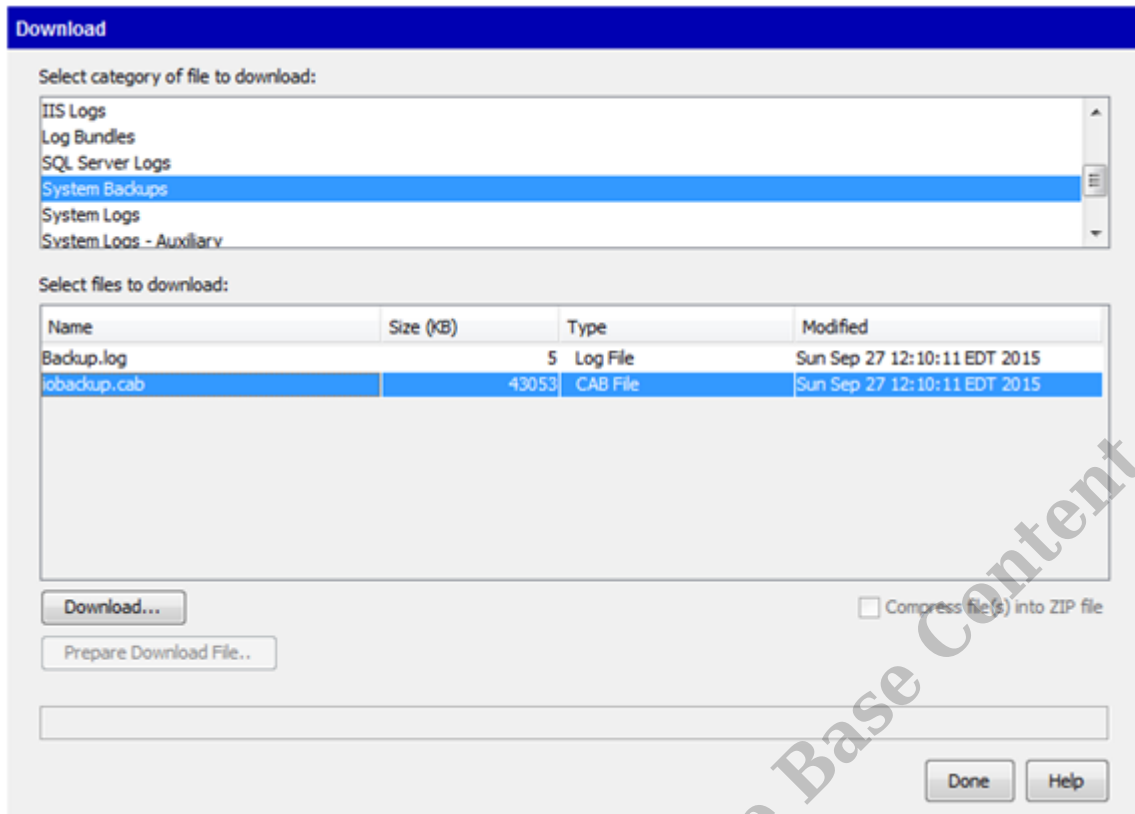 Download
Select category of file to download:
IIS Logs
Log Bundles
SQL Server Logs
System Backups
System Logs
System Logs - Auxiliary
Select files to download:
Name Size (KB) Type Modified
Backup.log 5 Log File Sun Sep 27 12:10:11 EDT 2015
iobackup.cab 43053 CAB File Sun Sep 27 12:10:11 EDT 2015
Download... Compress file(s) into ZIP file
Prepare Download File..
Done Help
Base Content